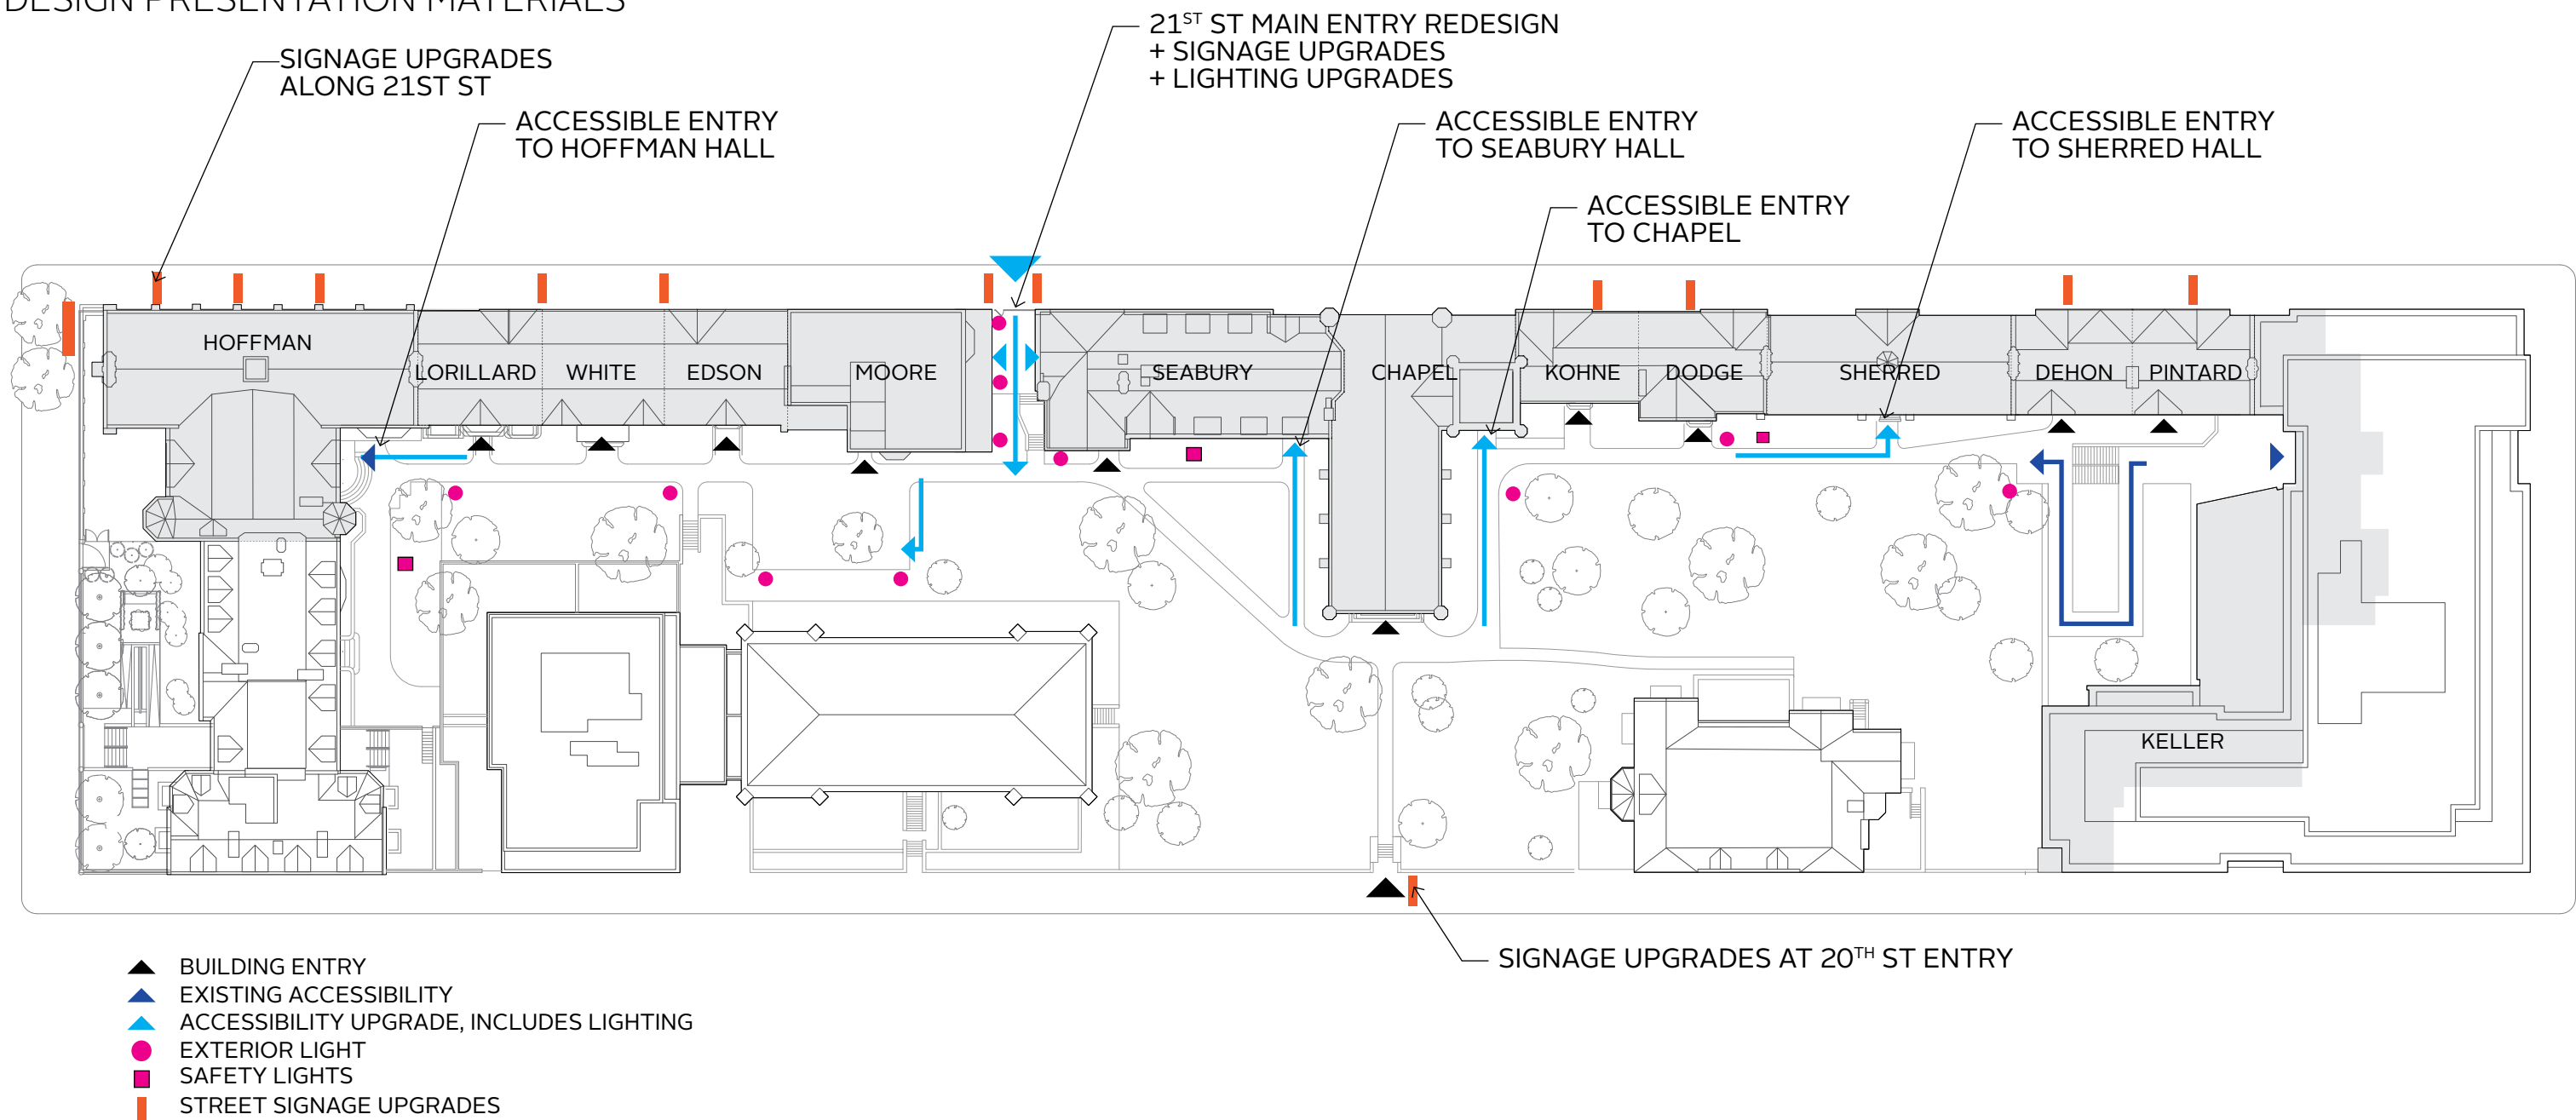 DESIGN PRESENTATION MATERIALS
21ST ST MAIN ENTRY REDESIGN
+ SIGNAGE UPGRADES
+ LIGHTING UPGRADES
SIGNAGE UPGRADES
ALONG 21ST ST
ACCESSIBLE ENTRY
TO HOFFMAN HALL
ACCESSIBLE ENTRY
TO SEABURY HALL
ACCESSIBLE ENTRY
TO SHERRED HALL
ACCESSIBLE ENTRY
TO CHAPEL
HOFFMAN
LORILLARD
WHITE
EDSON
MOORE
SEABURY
CHAPEL
KOHNE
DODGE
SHERRED
DEHON
PINTARD
KELLER
SIGNAGE UPGRADES AT 20TH ST ENTRY
BUILDING ENTRY
EXISTING ACCESSIBILITY
ACCESSIBILITY UPGRADE, INCLUDES LIGHTING
EXTERIOR LIGHT
SAFETY LIGHTS
STREET SIGNAGE UPGRADES